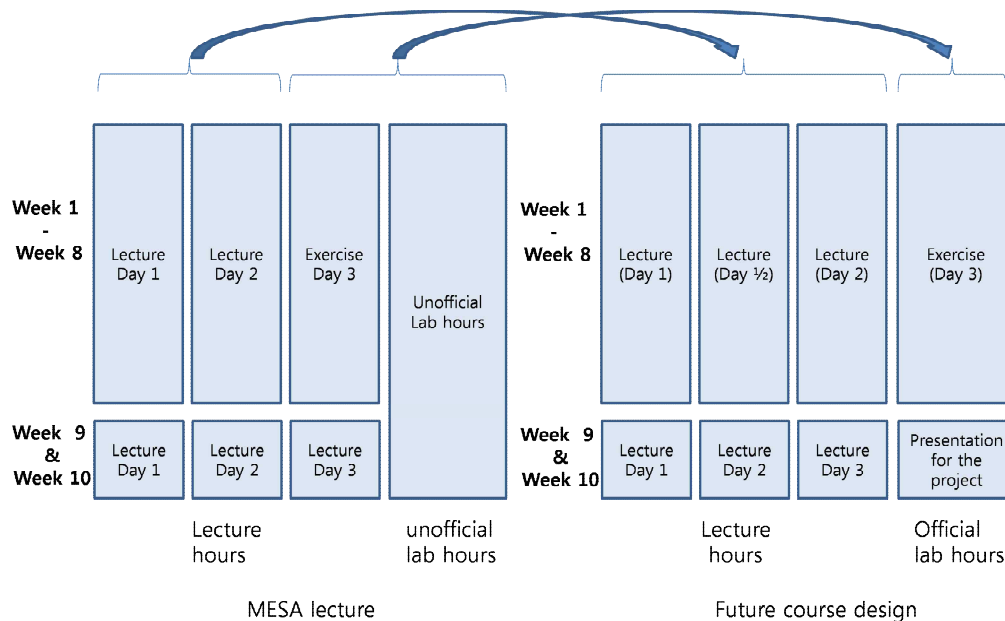 Week 1
-
Week 8
Lecture
Day 1
Lecture
Day 2
Exercise
Day 3
Unofficial
Lab hours
Week 9
&
Week 10
Lecture
Day 1
Lecture
Day 2
Lecture
Day 3
Lecture
hours
unofficial
lab hours
MESA lecture
Week 1
-
Week 8
Lecture
(Day 1)
Lecture
(Day ½)
Lecture
(Day 2)
Exercise
(Day 3)
Week 9
&
Week 10
Lecture
Day 1
Lecture
Day 2
Lecture
Day 3
Presentation
for the
project
Lecture
hours
Official
lab hours
Future course design